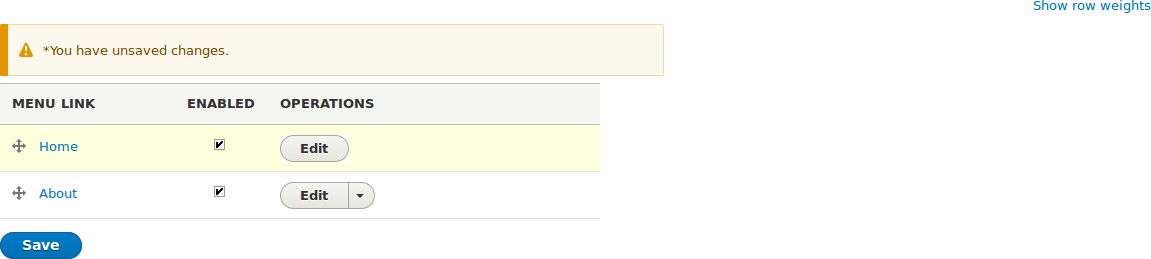 Show row weights
*You have unsaved changes.
MENU LINK ENABLED OPERATIONS
Home Edit
About Edit
Save